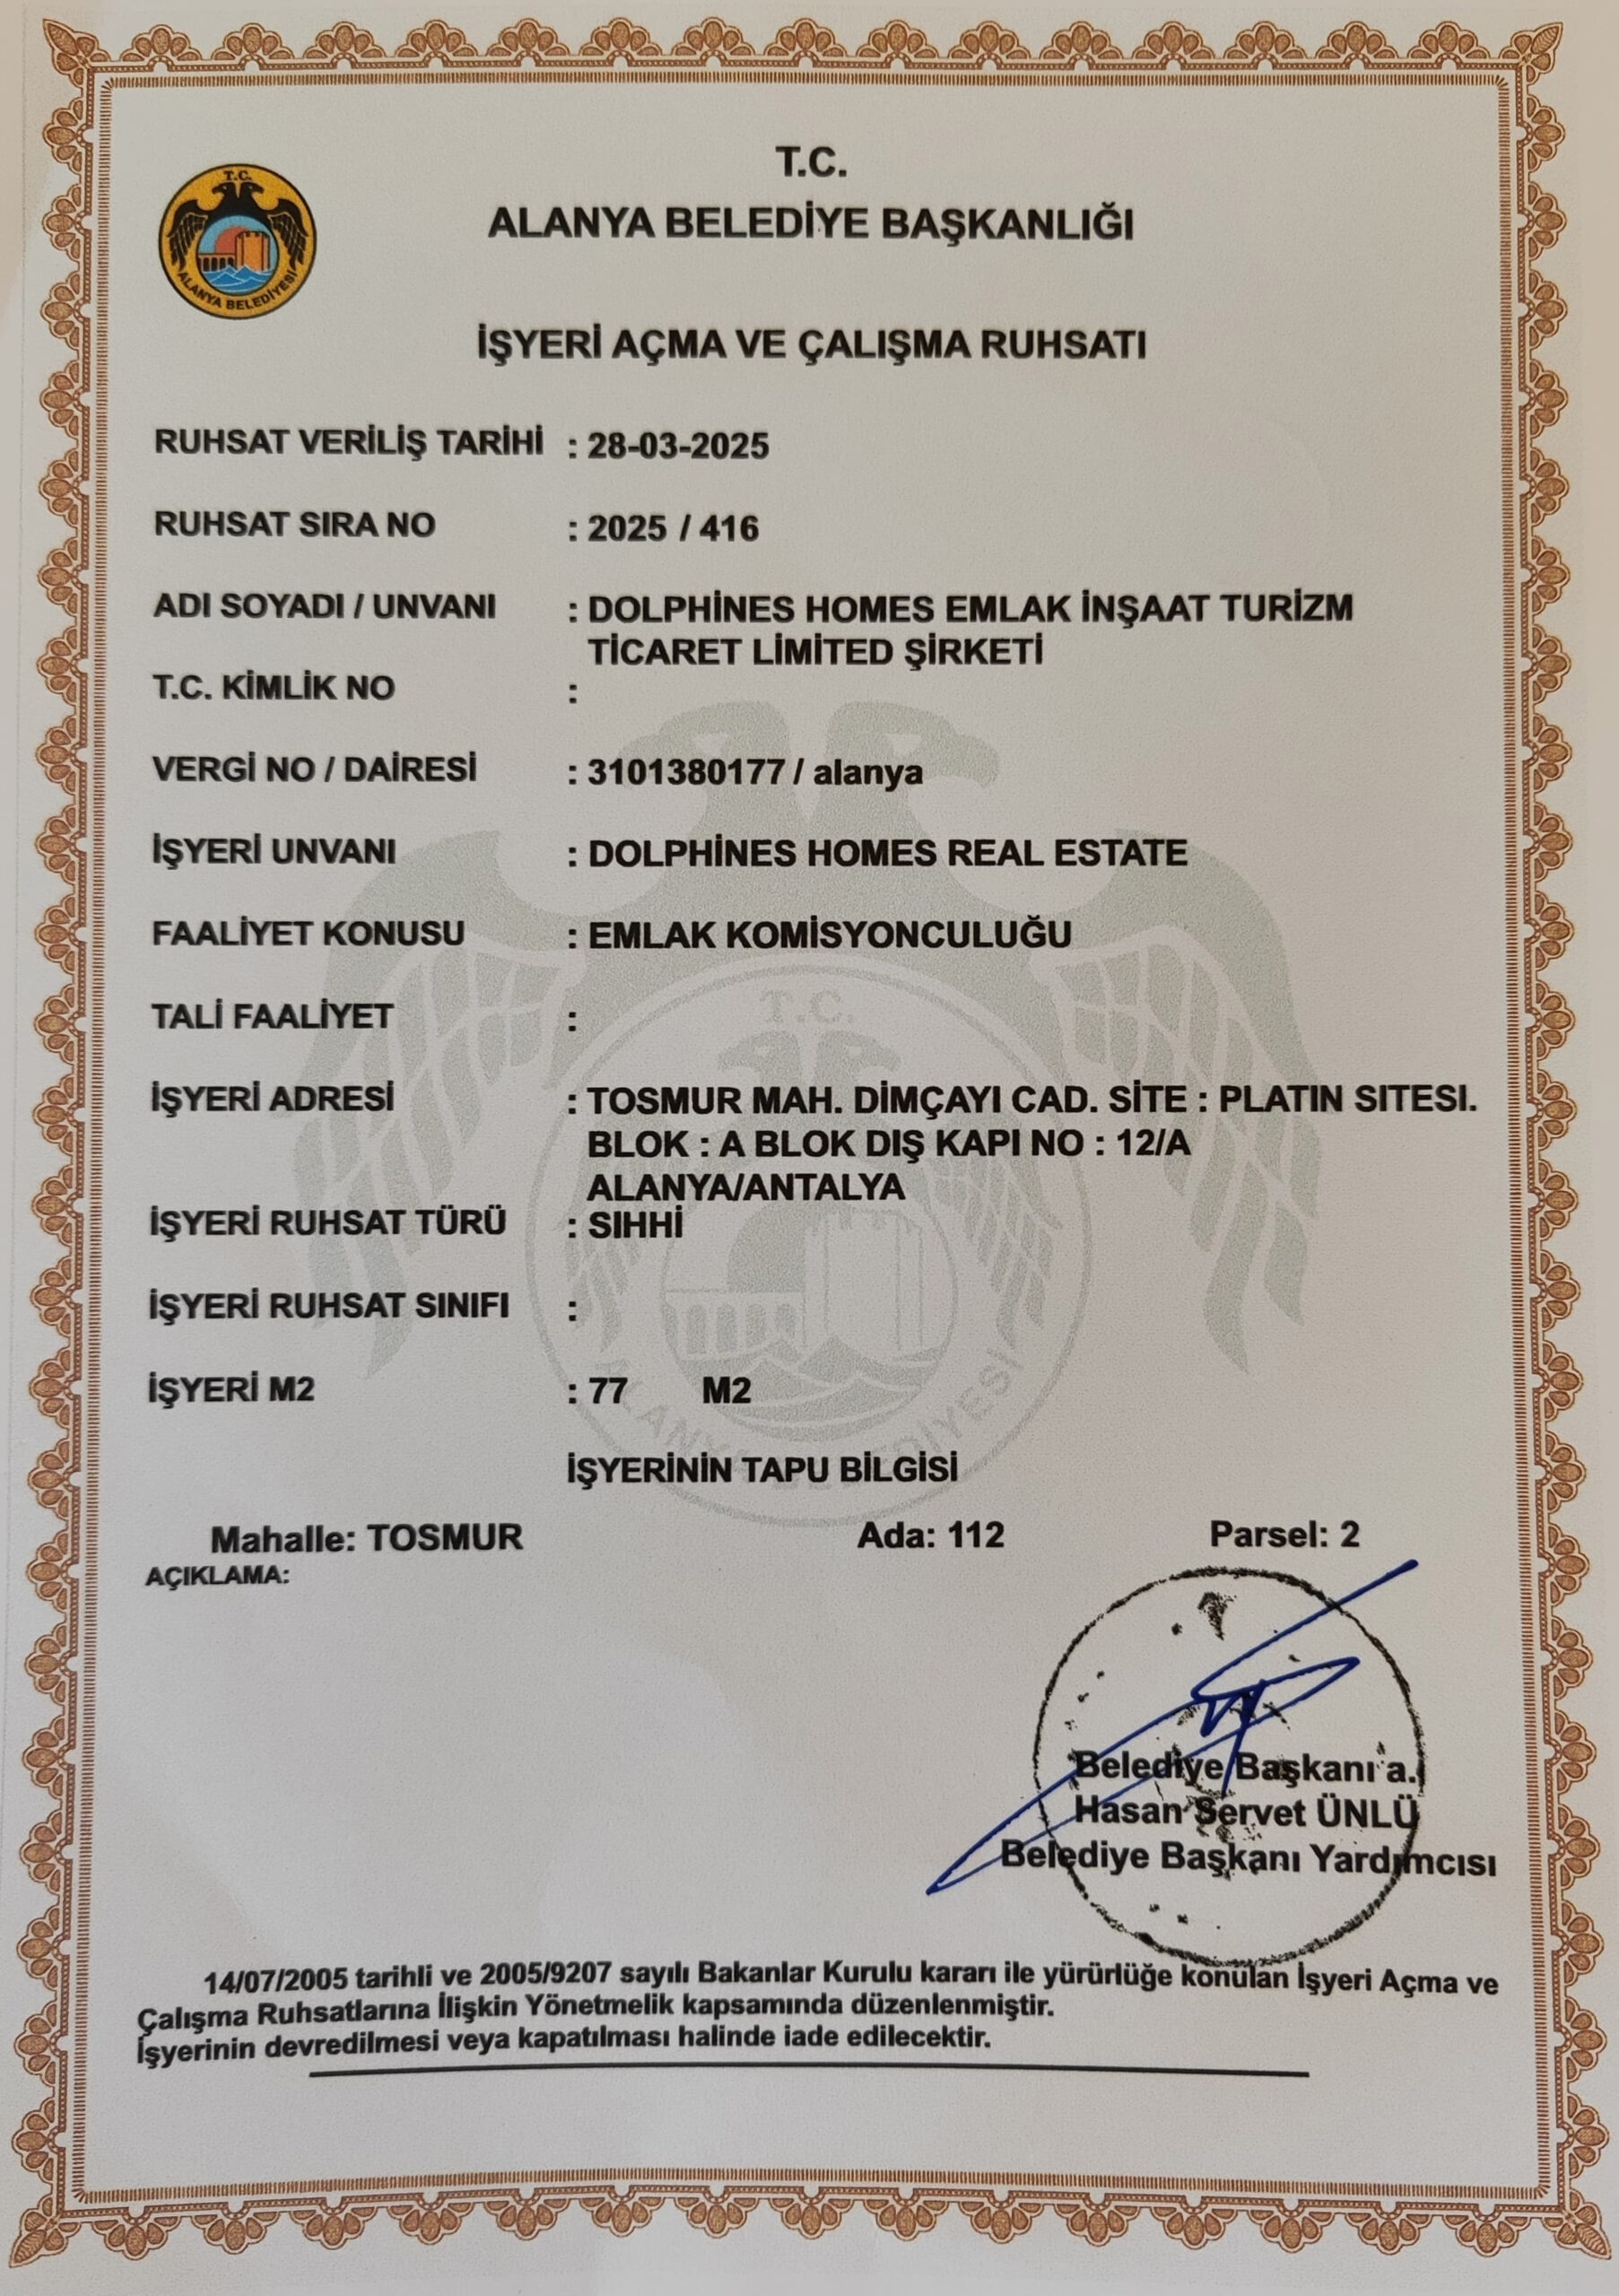 T.C.
ALANYA BELEDİYE BAŞKANLIĞI
T.C.
ALANYA BELEDİYESİ
İŞYERİ AÇMA VE ÇALIŞMA RUHSATI
RUHSAT VERİLİŞ TARİHİ : 28-03-2025
RUHSAT SIRA NO : 2025 / 416
ADI SOYADI / UNVANI : DOLPHİNES HOMES EMLAK İNŞAAT TURİZM
TİCARET LİMİTED ŞİRKETİ
T.C. KİMLİK NO :
VERGİ NO / DAİRESİ : 3101380177 / alanya
İŞYERİ UNVANI : DOLPHİNES HOMES REAL ESTATE
FAALİYET KONUSU : EMLAK KOMİSYONCULUĞU
TALİ FAALİYET :
T.C.
İŞYERİ ADRESİ : TOSMUR MAH. DİMÇAYI CAD. SİTE : PLATIN SITESI.
BLOK : A BLOK DIŞ KAPI NO : 12/A
ALANYA/ANTALYA
İŞYERİ RUHSAT TÜRÜ : SIHHİ
İŞYERİ RUHSAT SINIFI :
İŞYERİ M2 : 77 M2
ALANYA BELEDİYESİ
İŞYERİNİN TAPU BİLGİSİ
Mahalle: TOSMUR Ada: 112 Parsel: 2
AÇIKLAMA:
Belediye Başkanı a.
Hasan Servet ÜNLÜ
Belediye Başkanı Yardımcısı
14/07/2005 tarihli ve 2005/9207 sayılı Bakanlar Kurulu kararı ile yürürlüğe konulan İşyeri Açma ve
Çalışma Ruhsatlarına İlişkin Yönetmelik kapsamında düzenlenmiştir.
İşyerinin devredilmesi veya kapatılması halinde iade edilecektir.